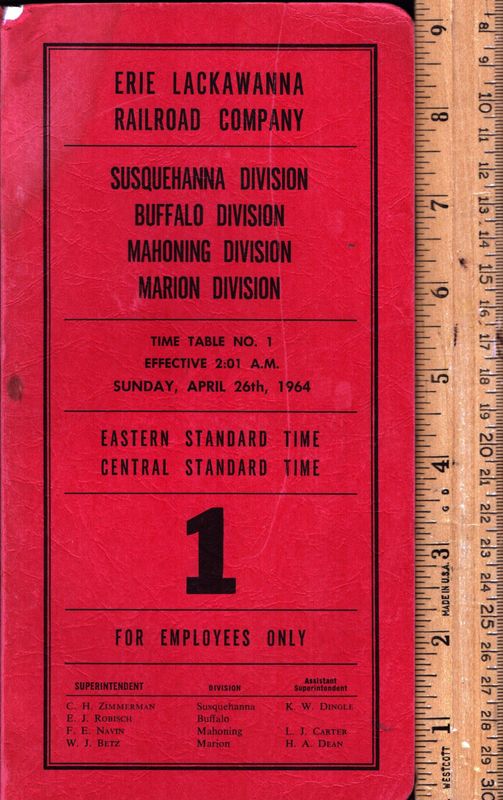 ERIE LACKAWANNA
RAILROAD COMPANY
SUSQUEHANNA DIVISION
BUFFALO DIVISION
MAHONING DIVISION
MARION DIVISION
TIME TABLE NO. 1
EFFECTIVE 2:01 A.M.
SUNDAY, APRIL 26th, 1964
EASTERN STANDARD TIME
CENTRAL STANDARD TIME
1
FOR EMPLOYEES ONLY
SUPERINTENDENT DIVISION Assistant Superintendent
C. H. ZIMMERMAN Susquehanna K. W. DINGLE
E. J. ROBISCH Buffalo
F. E. NAVIN Mahoning L. J. CARTER
W. J. BETZ Marion H. A. DEAN
9
8
7
6
5
4
3
2
1
MADE IN U.S.A.
WESTCOTT
8
9
10
11
12
13
14
15
16
17
18
19
20
21
22
23
24
25
26
27
28
29
30